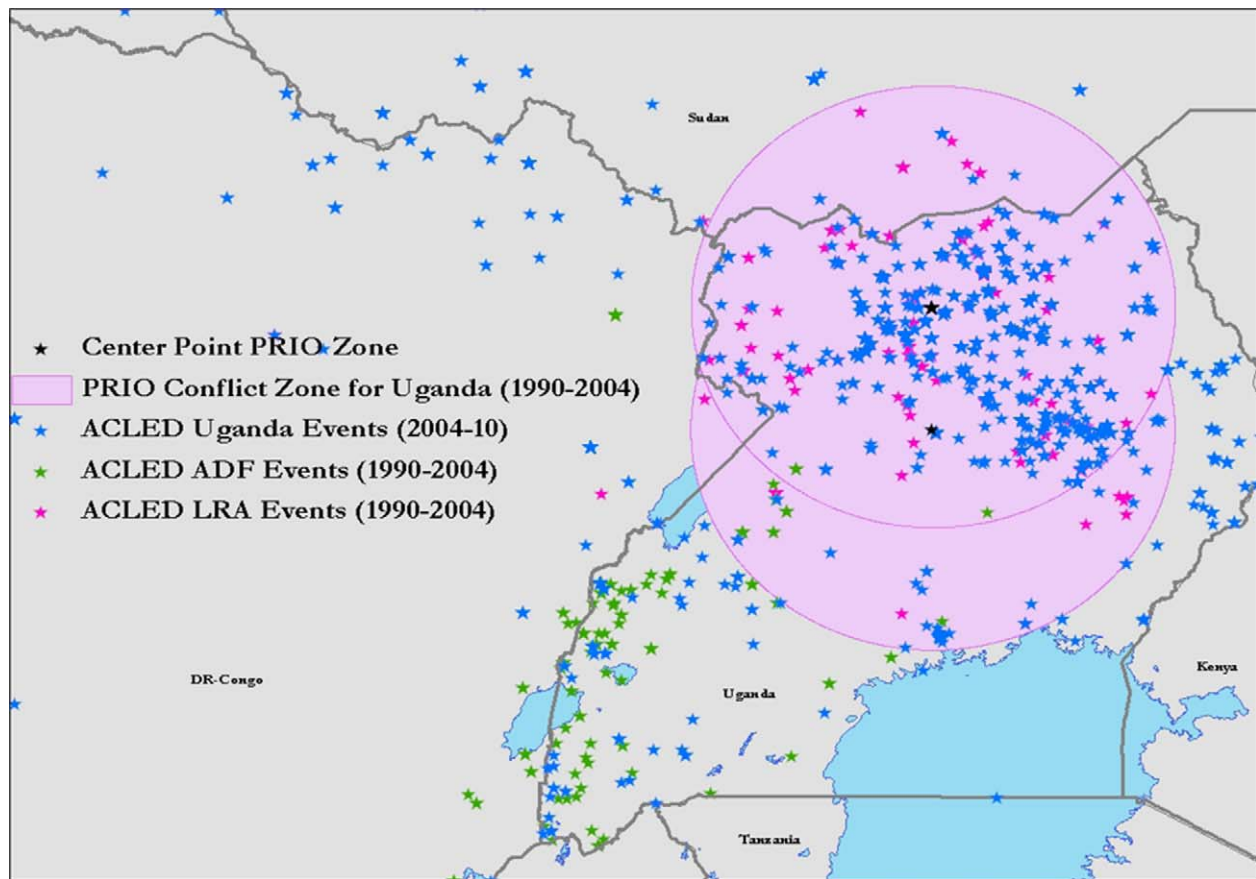 Sudan
Center Point PRIO Zone
PRIO Conflict Zone for Uganda (1990-2004)
ACLED Uganda Events (2004-10)
ACLED ADF Events (1990-2004)
ACLED LRA Events (1990-2004)
Kenya
DR-Congo
Uganda
Tanzania